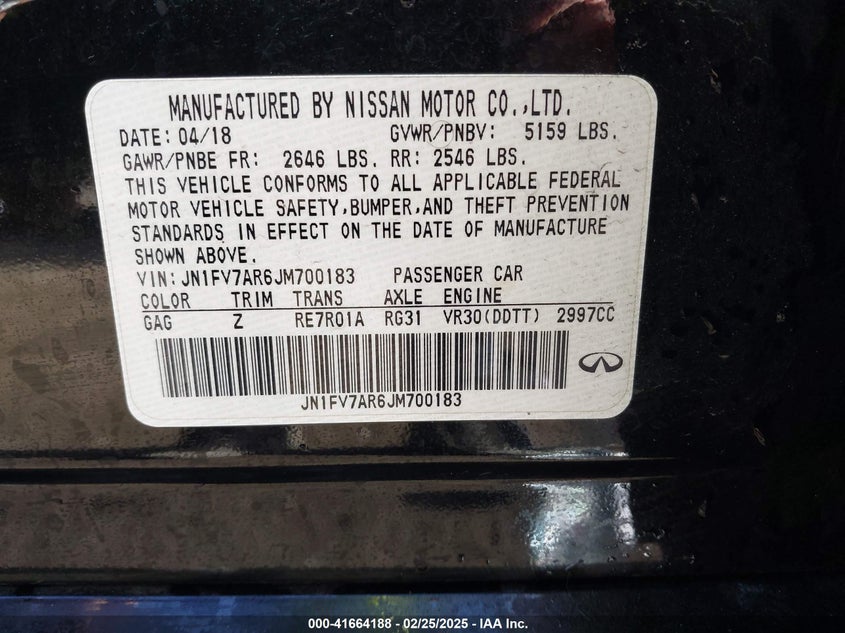 MANUFACTURED BY NISSAN MOTOR CO.,LTD.
DATE: 04/18 GVWR/PNBV: 5159 LBS.
GAWR/PNBE FR: 2646 LBS. RR: 2546 LBS.
THIS VEHICLE CONFORMS TO ALL APPLICABLE FEDERAL
MOTOR VEHICLE SAFETY,BUMPER,AND THEFT PREVENTION
STANDARDS IN EFFECT ON THE DATE OF MANUFACTURE
SHOWN ABOVE.
VIN:JN1FV7AR6JM700183 PASSENGER CAR
COLOR TRIM TRANS AXLE ENGINE
GAG Z RE7R01A RG31 VR30(DDTT) 2997CC
JN1FV7AR6JM700183
000-41664188 - 02/25/2025 - IAA Inc.